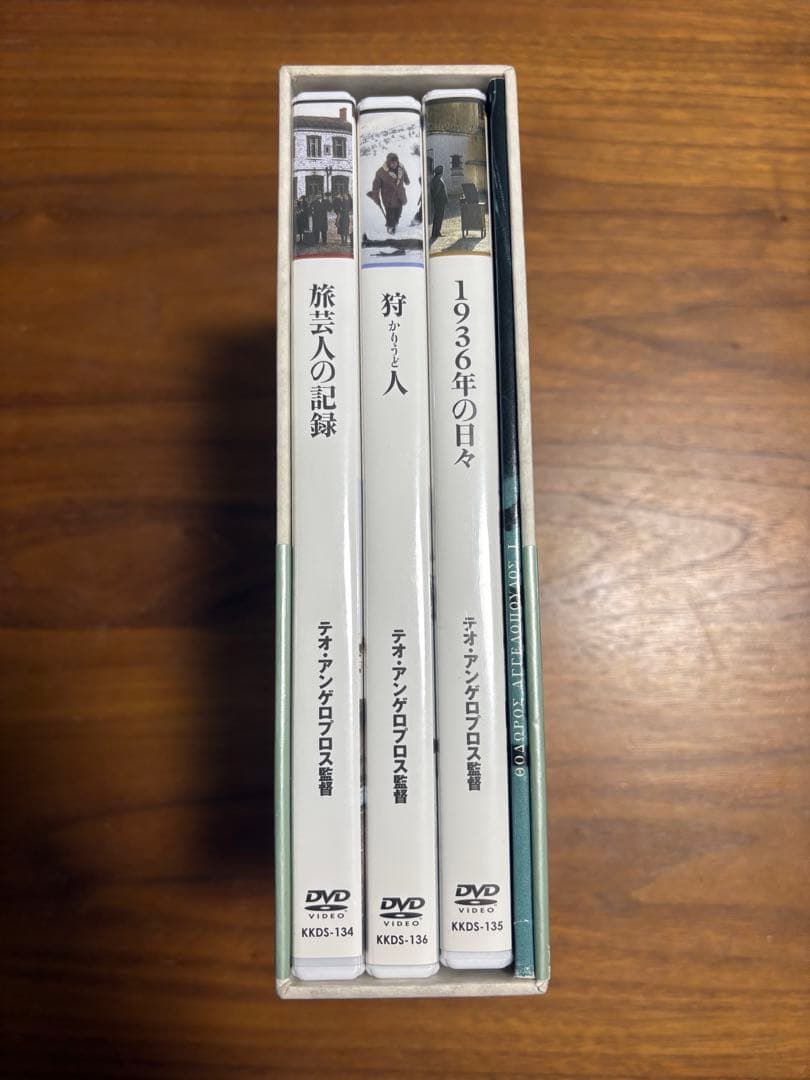 旅芸人の記録
テオ・アンゲロプロス監督
DVD
VIDEO
KKDS-134
狩人
かりうど
テオ・アンゲロプロス監督
DVD
VIDEO
KKDS-136
1936年の日々
テオ・アンゲロプロス監督
DVD
VIDEO
KKDS-135
ΘΟΔΩΡΟΣ ΑΓΓΕΛΟΠΟΥΛΟΣ I